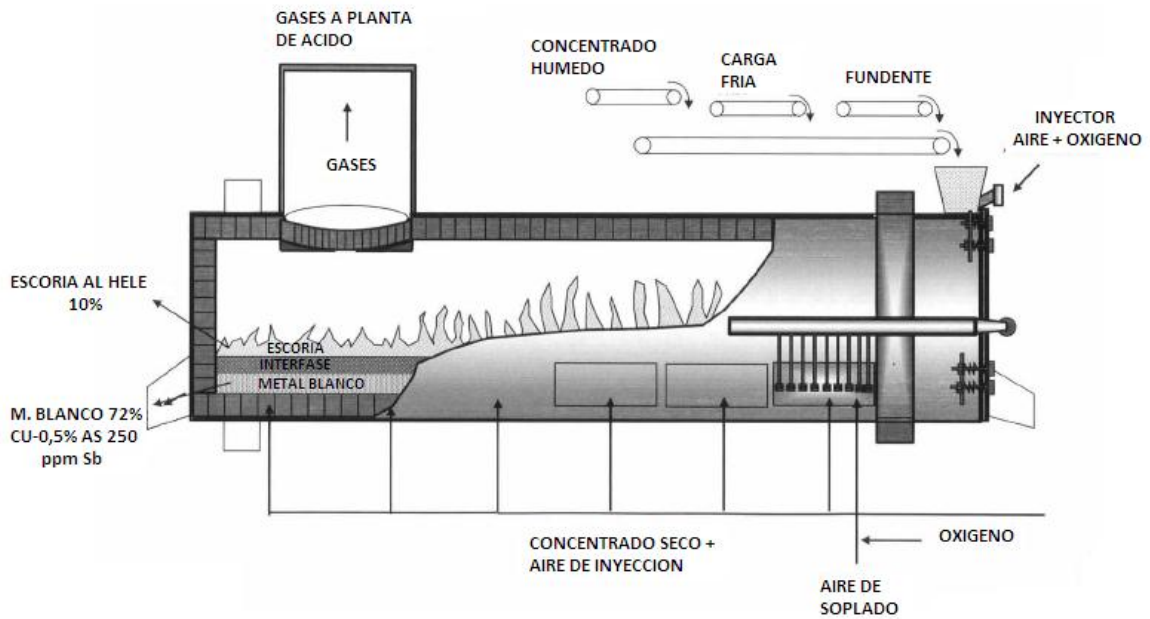 GASES A PLANTA
DE ACIDO
CONCENTRADO
HUMEDO
CARGA
FRIA
FUNDENTE
INYECTOR
AIRE + OXIGENO
GASES
ESCORIA AL HELE
10%
ESCORIA
INTERFASE
METAL BLANCO
M. BLANCO 72%
CU-0,5% AS 250
ppm Sb
CONCENTRADO SECO +
AIRE DE INYECCION
OXIGENO
AIRE DE
SOPLADO